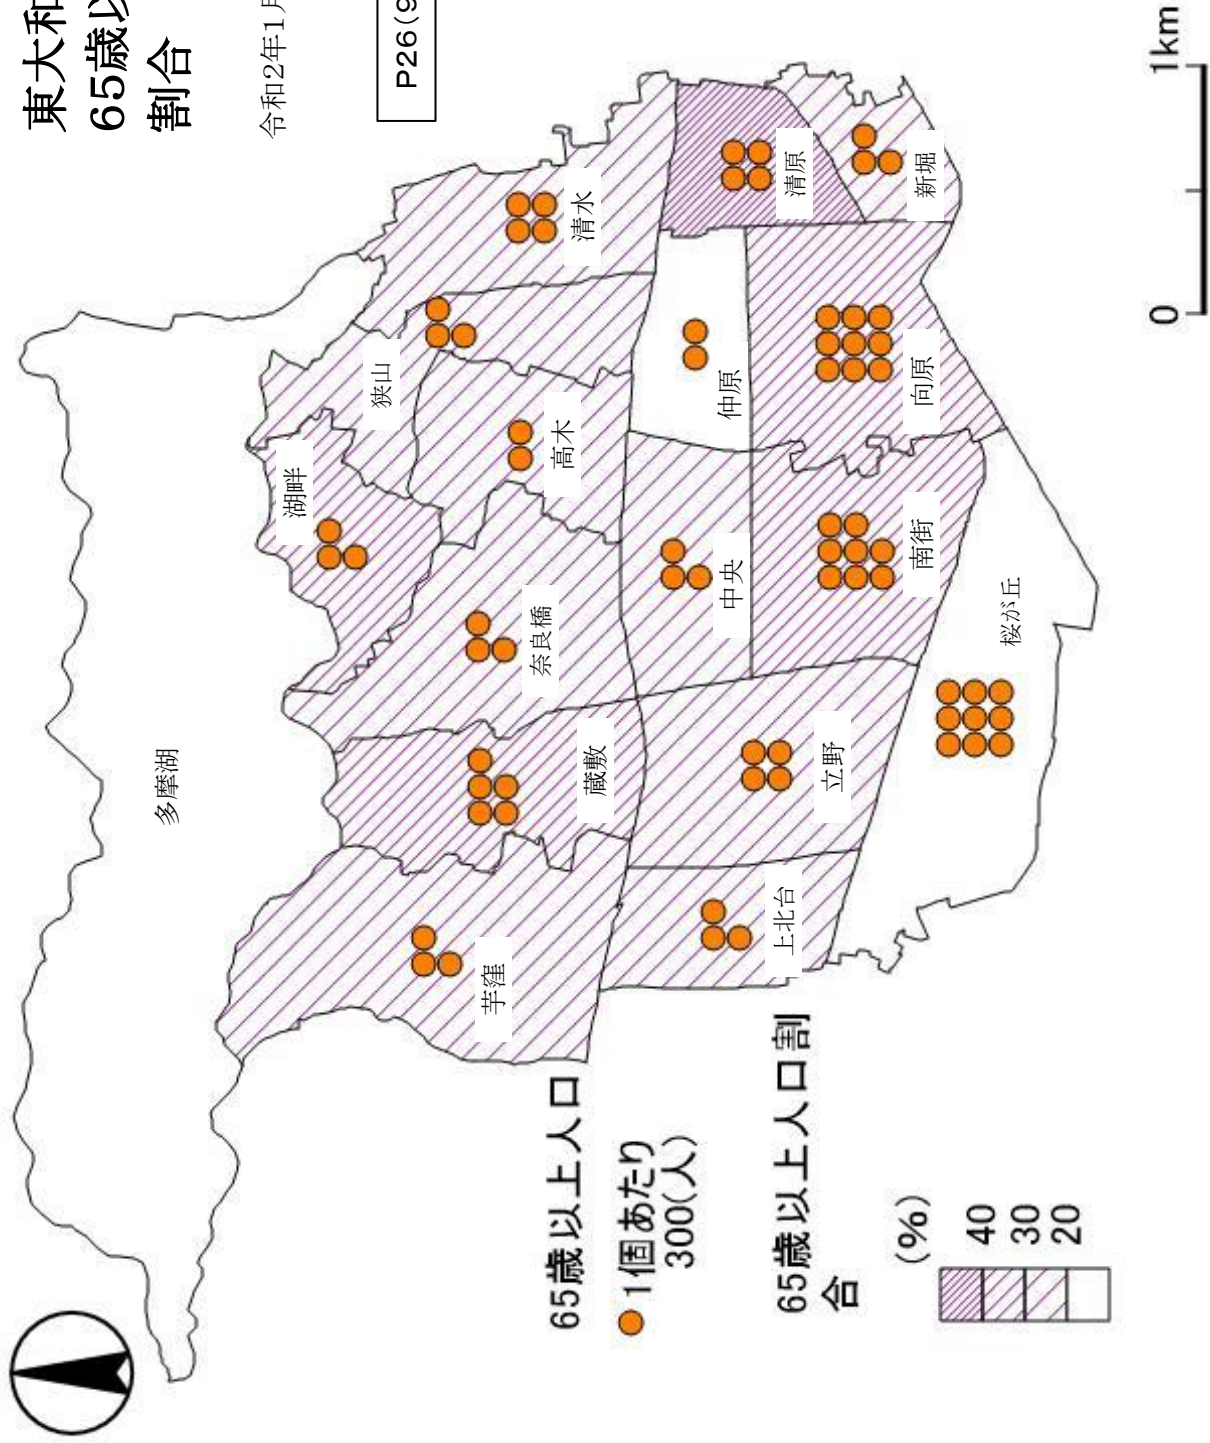 東大和
65歳以
割合
令和2年1月
P26(9
多摩湖
湖畔
狭山
清水
高木
奈良橋
蔵敷
芋窪
清原
新堀
仲原
向原
中央
南街
立野
上北台
桜が丘
65歳以上人口
1個あたり
300(人)
65歳以上人口割
合
(%)
40
30
20
0
1km